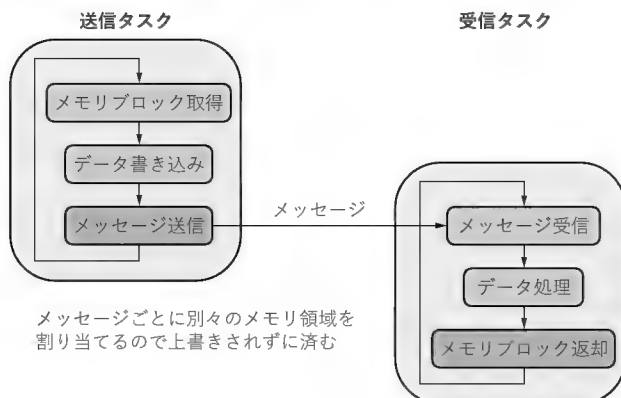 送信タスク
受信タスク
メモリブロック取得
データ書き込み
メッセージ送信
メッセージ
メッセージ受信
データ処理
メモリブロック返却
メッセージごとに別々のメモリ領域を
割り当てるので上書きされずに済む